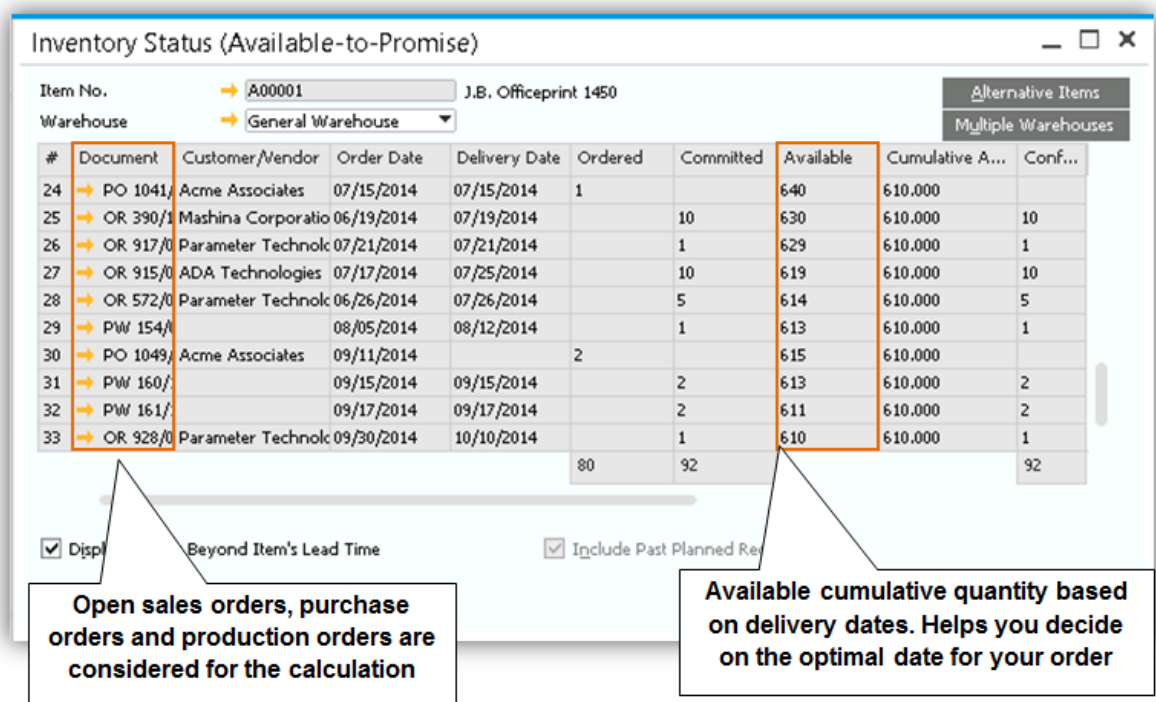 Inventory Status (Available-to-Promise)
Item No. A00001 J.B. Officeprint 1450 Alternative Items
Warehouse General Warehouse Multiple Warehouses
# Document Customer/Vendor Order Date Delivery Date Ordered Committed Available Cumulative A... Conf...
24 PO 1041/ Acme Associates 07/15/2014 07/15/2014 1 640 610.000
25 OR 390/1 Mashina Corporatio 06/19/2014 07/19/2014 10 630 610.000 10
26 OR 917/0 Parameter Technolo 07/21/2014 07/21/2014 1 629 610.000 1
27 OR 915/0 ADA Technologies 07/17/2014 07/25/2014 10 619 610.000 10
28 OR 572/0 Parameter Technolo 06/26/2014 07/26/2014 5 614 610.000 5
29 PW 154/ 08/05/2014 08/12/2014 1 613 610.000 1
30 PO 1049/ Acme Associates 09/11/2014 2 615 610.000
31 PW 160/ 09/15/2014 09/15/2014 2 613 610.000 2
32 PW 161/ 09/17/2014 09/17/2014 2 611 610.000 2
33 OR 928/0 Parameter Technolo 09/30/2014 10/10/2014 1 610 610.000 1
80 92 92
Beyond Item's Lead Time Include Past Planned
Open sales orders, purchase
orders and production orders are
considered for the calculation
Available cumulative quantity based
on delivery dates. Helps you decide
on the optimal date for your order